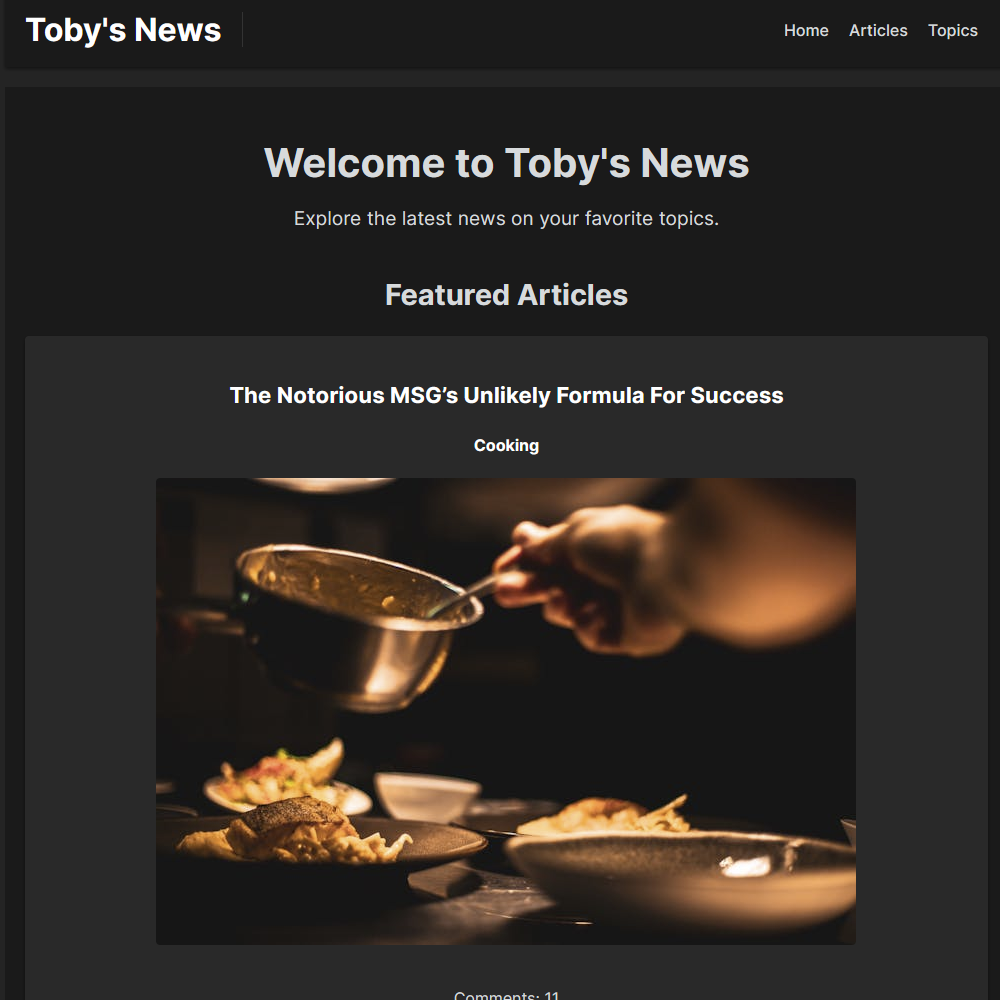 Toby's News
Home Articles Topics
Welcome to Toby's News
Explore the latest news on your favorite topics.
Featured Articles
The Notorious MSG’s Unlikely Formula For Success
Cooking
Comments: 11